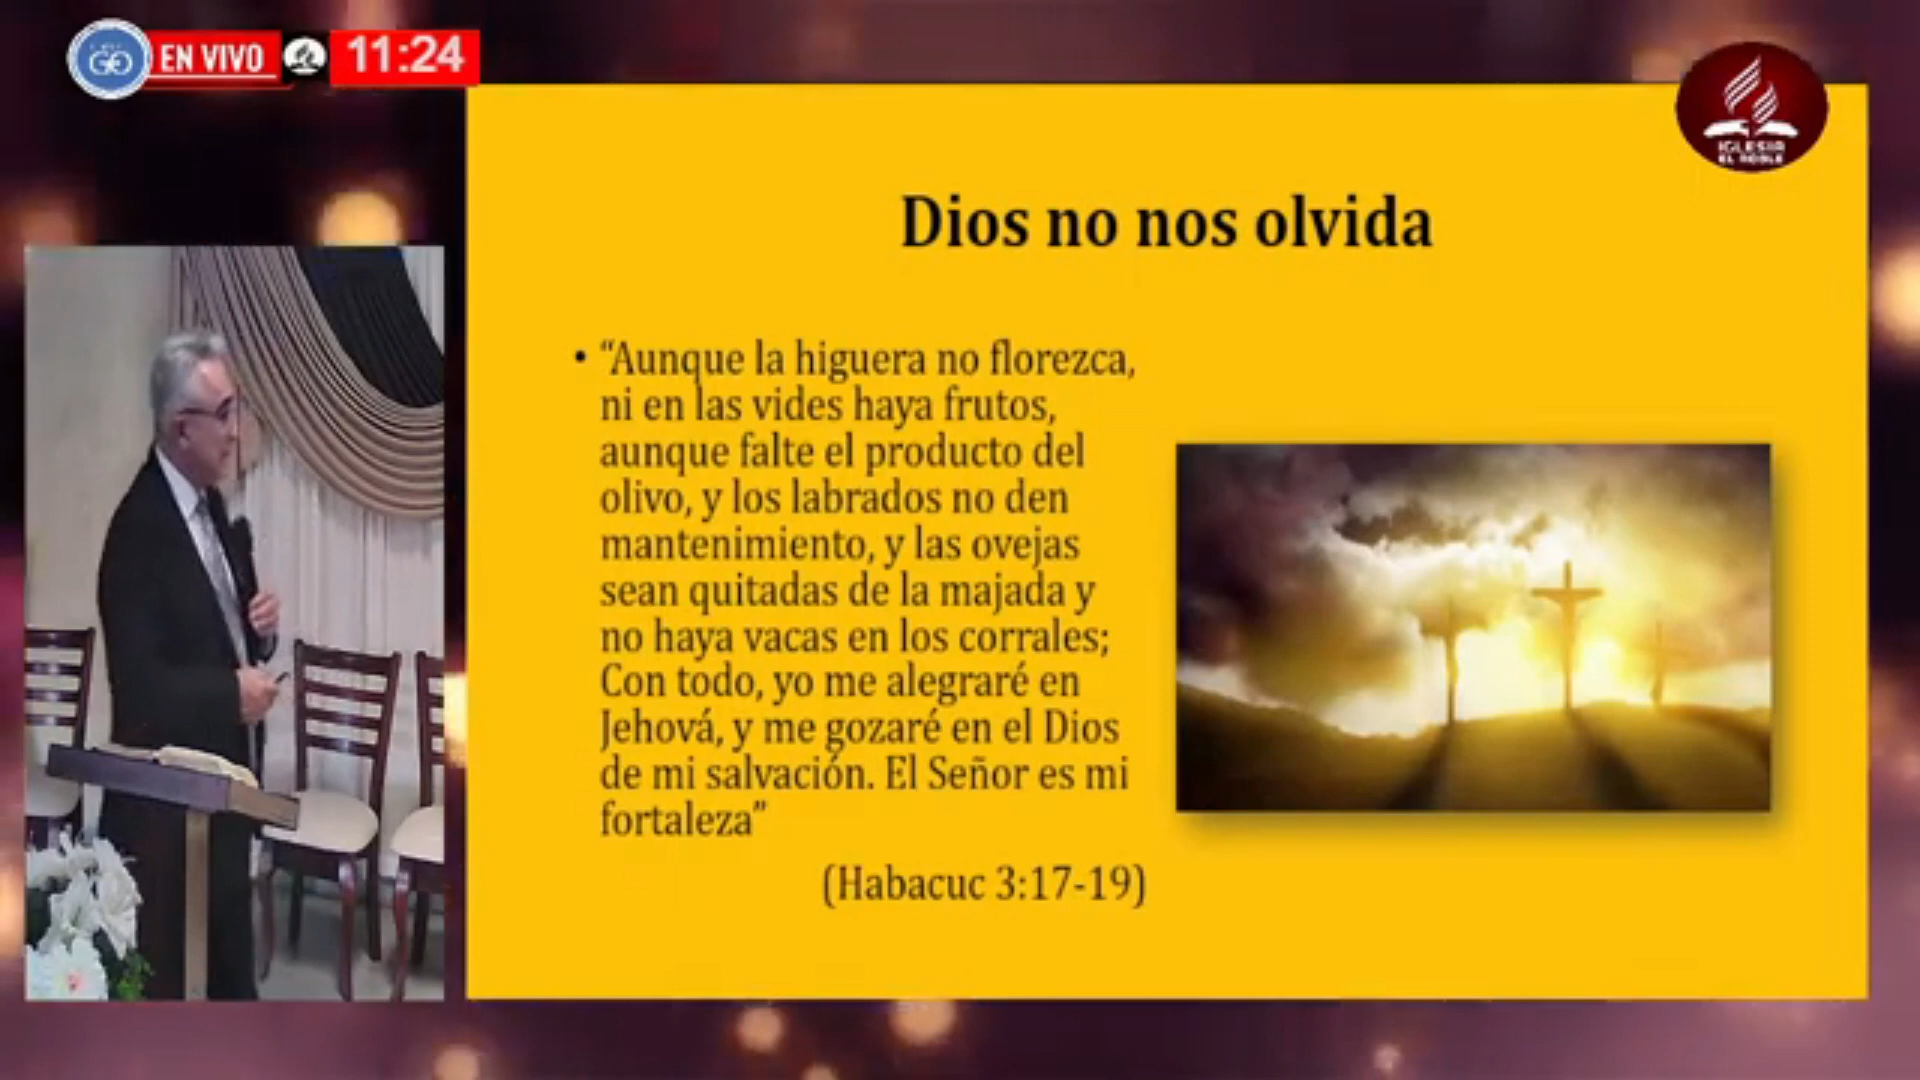 EN VIVO
11:24
IGLESIA
EL ROBLE
Dios no nos olvida
• “Aunque la higuera no florezca,
ni en las vides haya frutos,
aunque falte el producto del
olivo, y los labrados no den
mantenimiento, y las ovejas
sean quitadas de la majada y
no haya vacas en los corrales;
Con todo, yo me alegraré en
Jehová, y me gozaré en el Dios
de mi salvación. El Señor es mi
fortaleza”
(Habacuc 3:17-19)